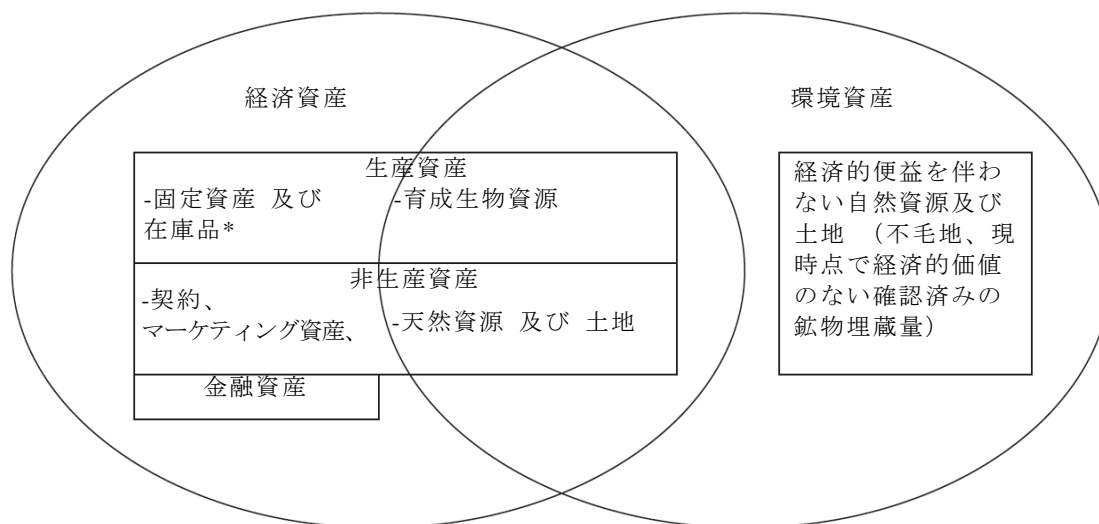 経済資産
環境資産
生産資産
-固定資産 及び
在庫品*
-育成生物資源
非生産資産
-契約、
マーケティング資産、
-天然資源 及び 土地
金融資産
経済的便益を伴わ
ない自然資源及び
土地 （不毛地、現
時点で経済的価値
のない確認済みの
鉱物埋蔵量）